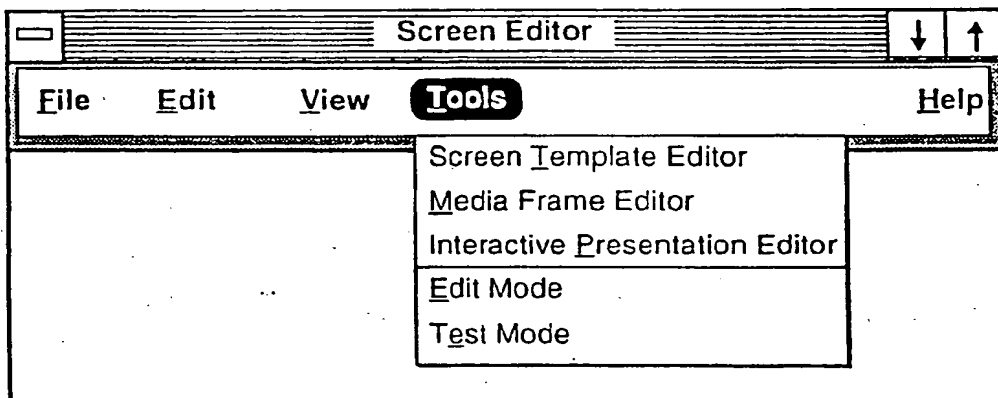 Screen Editor
File Edit View Tools Help
Screen Template Editor
Media Frame Editor
Interactive Presentation Editor
Edit Mode
Test Mode